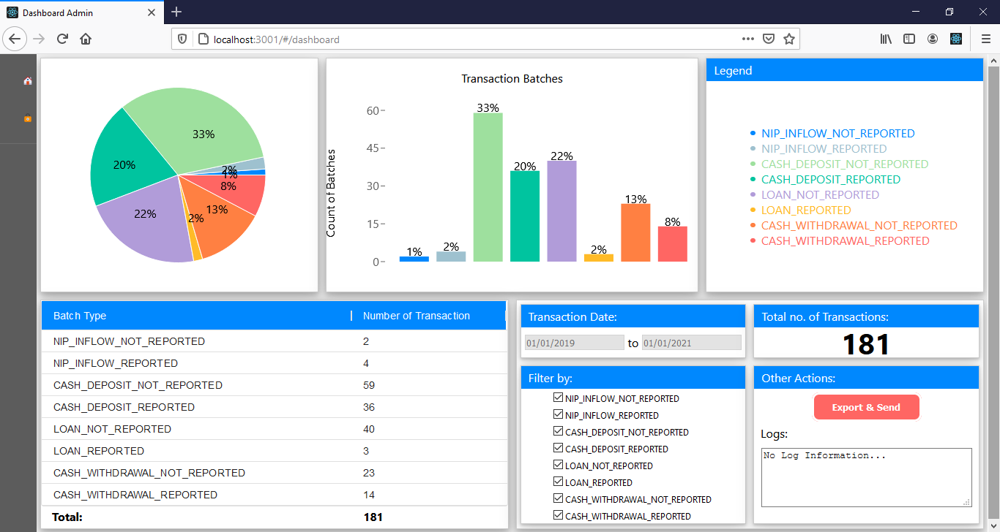 Dashboard Admin
localhost:3001/#/dashboard
33%
20%
2%
1%
8%
13%
2%
22%
Transaction Batches
Count of Batches
60
45
30
15
0
1%
2%
33%
20%
22%
2%
13%
8%
Legend
NIP_INFLOW_NOT_REPORTED
NIP_INFLOW_REPORTED
CASH_DEPOSIT_NOT_REPORTED
CASH_DEPOSIT_REPORTED
LOAN_NOT_REPORTED
LOAN_REPORTED
CASH_WITHDRAWAL_NOT_REPORTED
CASH_WITHDRAWAL_REPORTED
Batch Type Number of Transaction
NIP_INFLOW_NOT_REPORTED 2
NIP_INFLOW_REPORTED 4
CASH_DEPOSIT_NOT_REPORTED 59
CASH_DEPOSIT_REPORTED 36
LOAN_NOT_REPORTED 40
LOAN_REPORTED 3
CASH_WITHDRAWAL_NOT_REPORTED 23
CASH_WITHDRAWAL_REPORTED 14
Total: 181
Transaction Date:
01/01/2019 to 01/01/2021
Total no. of Transactions:
181
Filter by:
NIP_INFLOW_NOT_REPORTED
NIP_INFLOW_REPORTED
CASH_DEPOSIT_NOT_REPORTED
CASH_DEPOSIT_REPORTED
LOAN_NOT_REPORTED
LOAN_REPORTED
CASH_WITHDRAWAL_NOT_REPORTED
CASH_WITHDRAWAL_REPORTED
Other Actions:
Export & Send
Logs:
No Log Information...